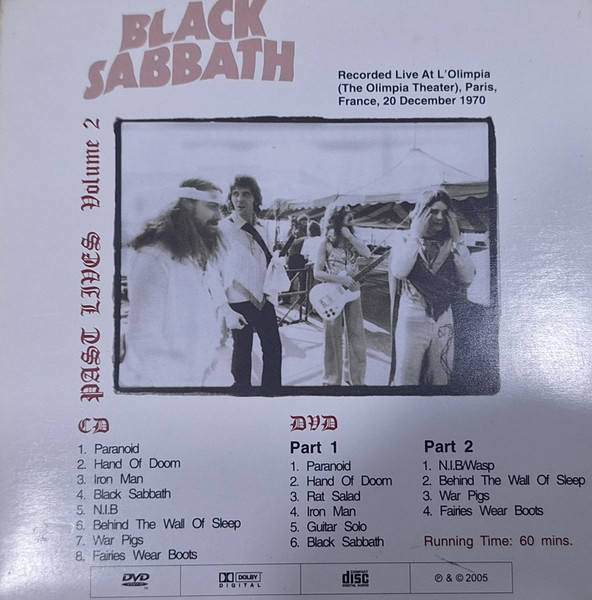 BLACK
SABBATH
Recorded Live At L'Olimpia
(The Olimpia Theater), Paris,
France, 20 December 1970
PAST LIVES Volume 2
CD
1. Paranoid
2. Hand Of Doom
3. Iron Man
4. Black Sabbath
5. N.I.B
6. Behind The Wall Of Sleep
7. War Pigs
8. Fairies Wear Boots
DVD
Part 1
1. Paranoid
2. Hand Of Doom
3. Rat Salad
4. Iron Man
5. Guitar Solo
6. Black Sabbath
Part 2
1. N.I.B/Wasp
2. Behind The Wall Of Sleep
3. War Pigs
4. Fairies Wear Boots
Running Time: 60 mins.
DVD
DOLBY
DIGITAL
COMPACT
disc
DIGITAL AUDIO
℗ & © 2005